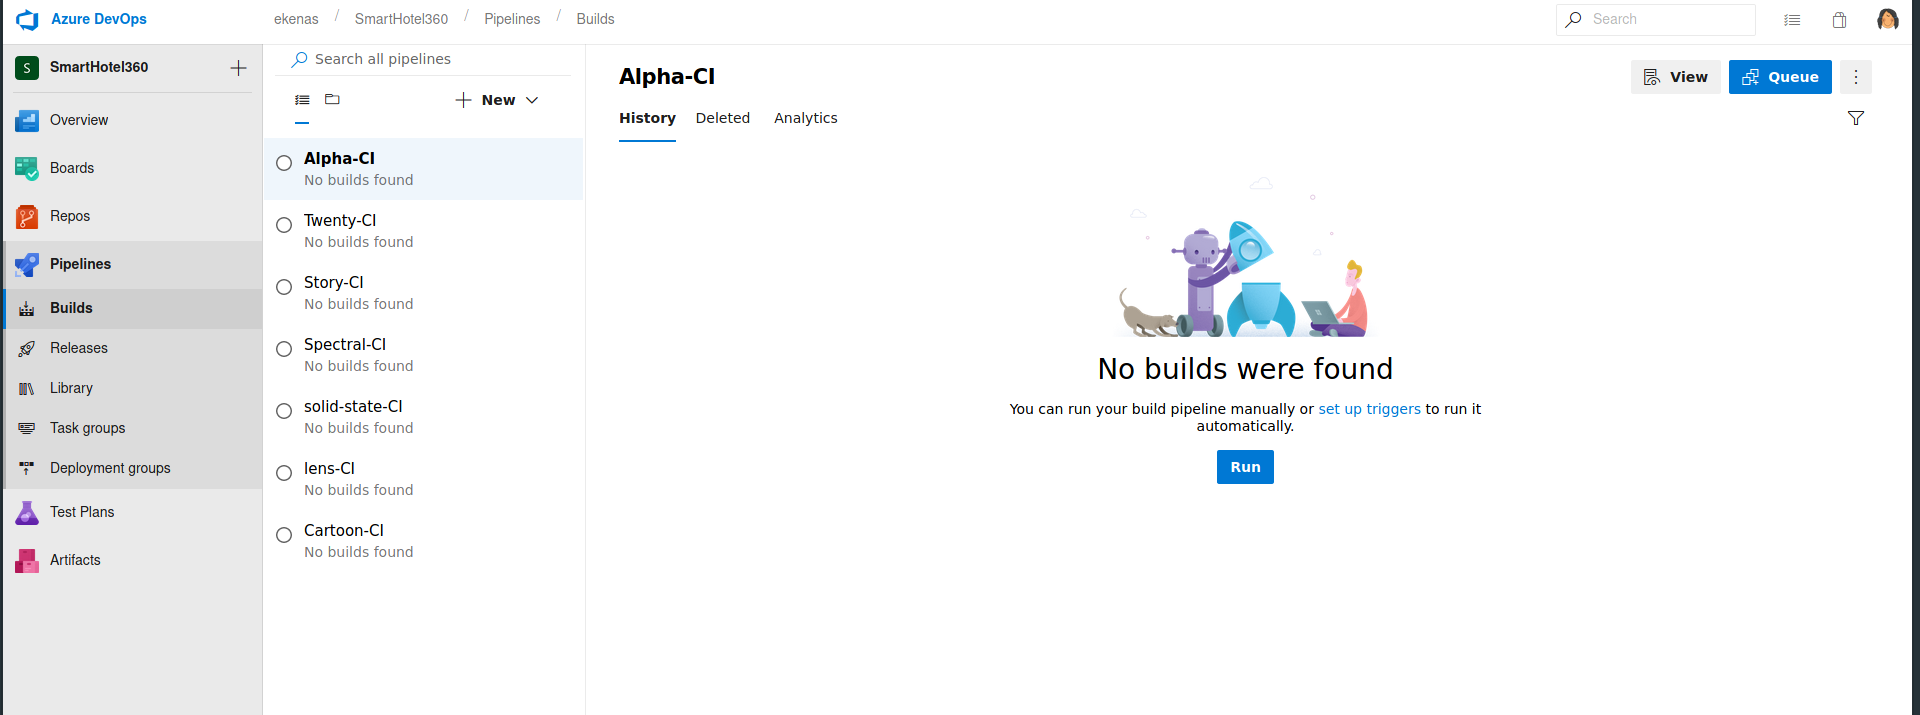 Azure DevOps
ekenas / SmartHotel360 / Pipelines / Builds
Search
S SmartHotel360
Overview
Boards
Repos
Pipelines
Builds
Releases
Library
Task groups
Deployment groups
Test Plans
Artifacts
Search all pipelines
New
Alpha-CI
No builds found
Twenty-CI
No builds found
Story-CI
No builds found
Spectral-CI
No builds found
solid-state-CI
No builds found
lens-CI
No builds found
Cartoon-CI
No builds found
Alpha-CI
View
Queue
History Deleted Analytics
No builds were found
You can run your build pipeline manually or set up triggers to run it
automatically.
Run